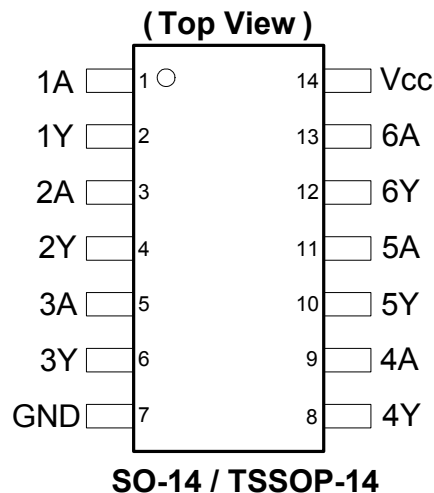 ( Top View )
1A 1 14 Vcc
1Y 2 13 6A
2A 3 12 6Y
2Y 4 11 5A
3A 5 10 5Y
3Y 6 9 4A
GND 7 8 4Y
SO-14 / TSSOP-14